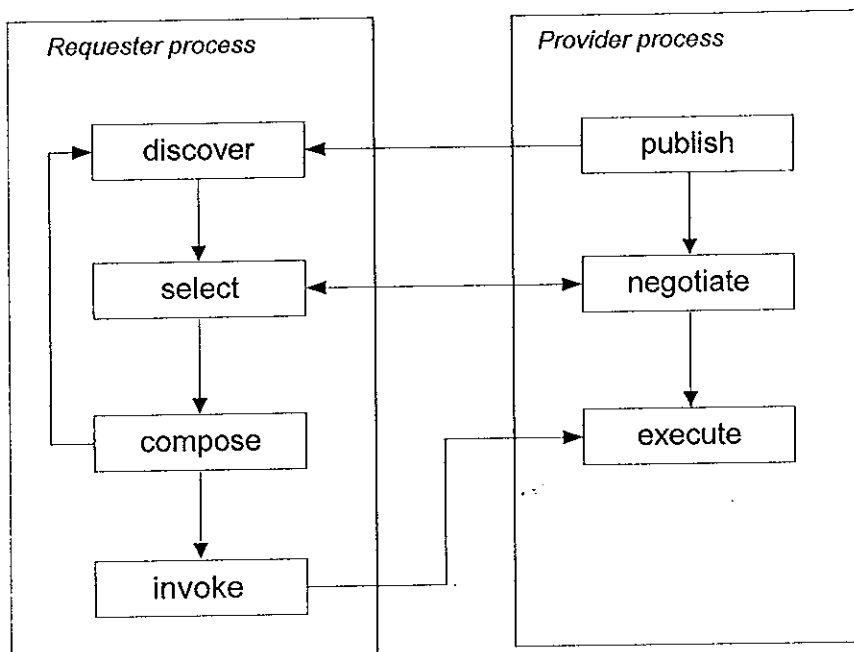 Requester process
Provider process
discover
publish
select
negotiate
compose
execute
invoke